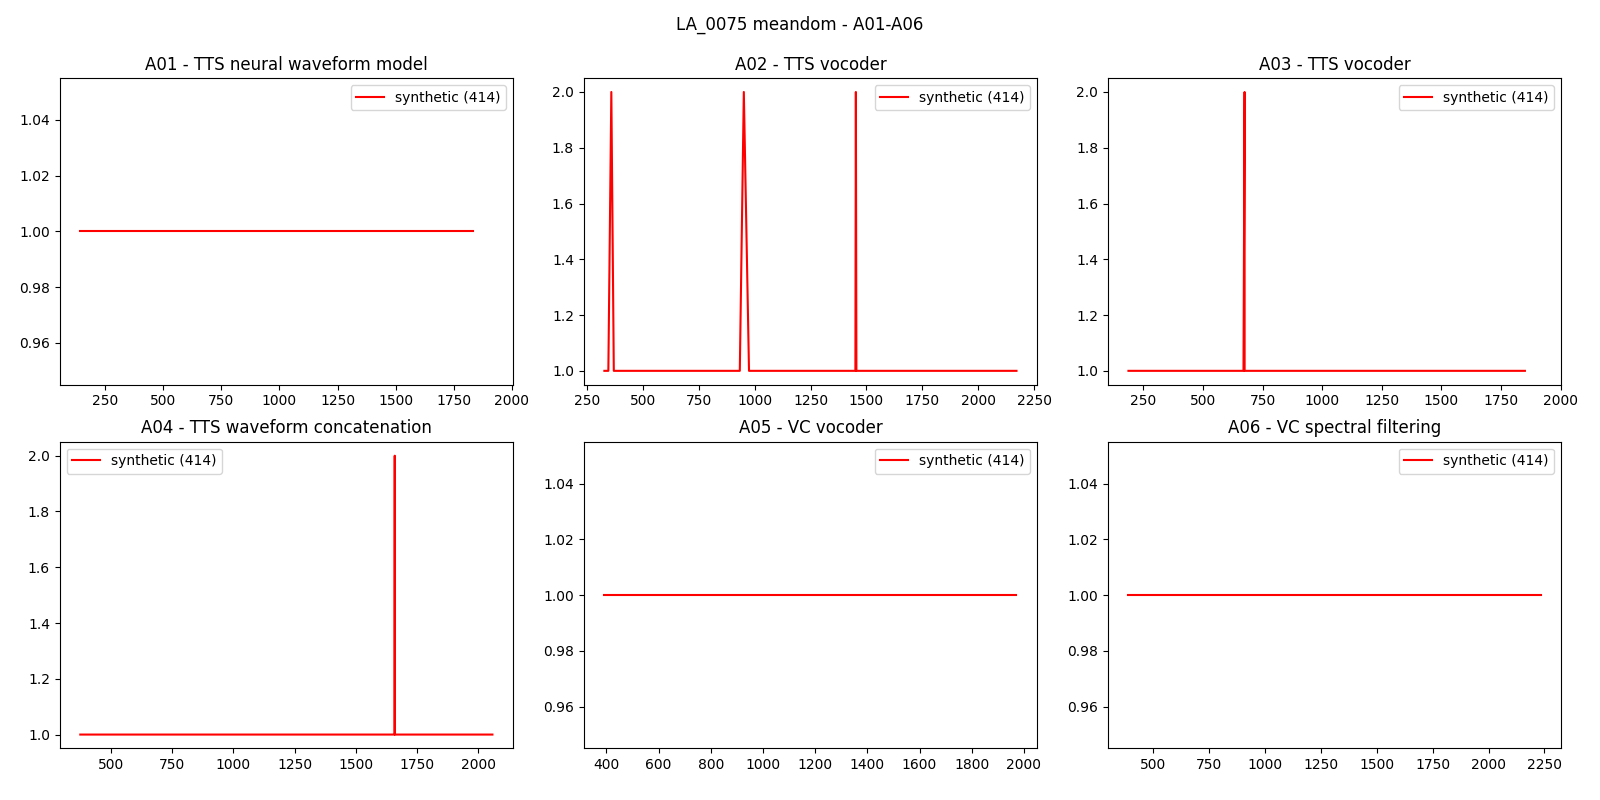 LA_0075 meandom - A01-A06
A01 - TTS neural waveform model
synthetic (414)
1.04
1.02
1.00
0.98
0.96
250 500 750 1000 1250 1500 1750 2000
A02 - TTS vocoder
synthetic (414)
2.0
1.8
1.6
1.4
1.2
1.0
250 500 750 1000 1250 1500 1750 2000 2250
A03 - TTS vocoder
synthetic (414)
2.0
1.8
1.6
1.4
1.2
1.0
250 500 750 1000 1250 1500 1750 2000
A04 - TTS waveform concatenation
synthetic (414)
2.0
1.8
1.6
1.4
1.2
1.0
500 750 1000 1250 1500 1750 2000
A05 - VC vocoder
synthetic (414)
1.04
1.02
1.00
0.98
0.96
400 600 800 1000 1200 1400 1600 1800 2000
A06 - VC spectral filtering
synthetic (414)
1.04
1.02
1.00
0.98
0.96
500 750 1000 1250 1500 1750 2000 2250